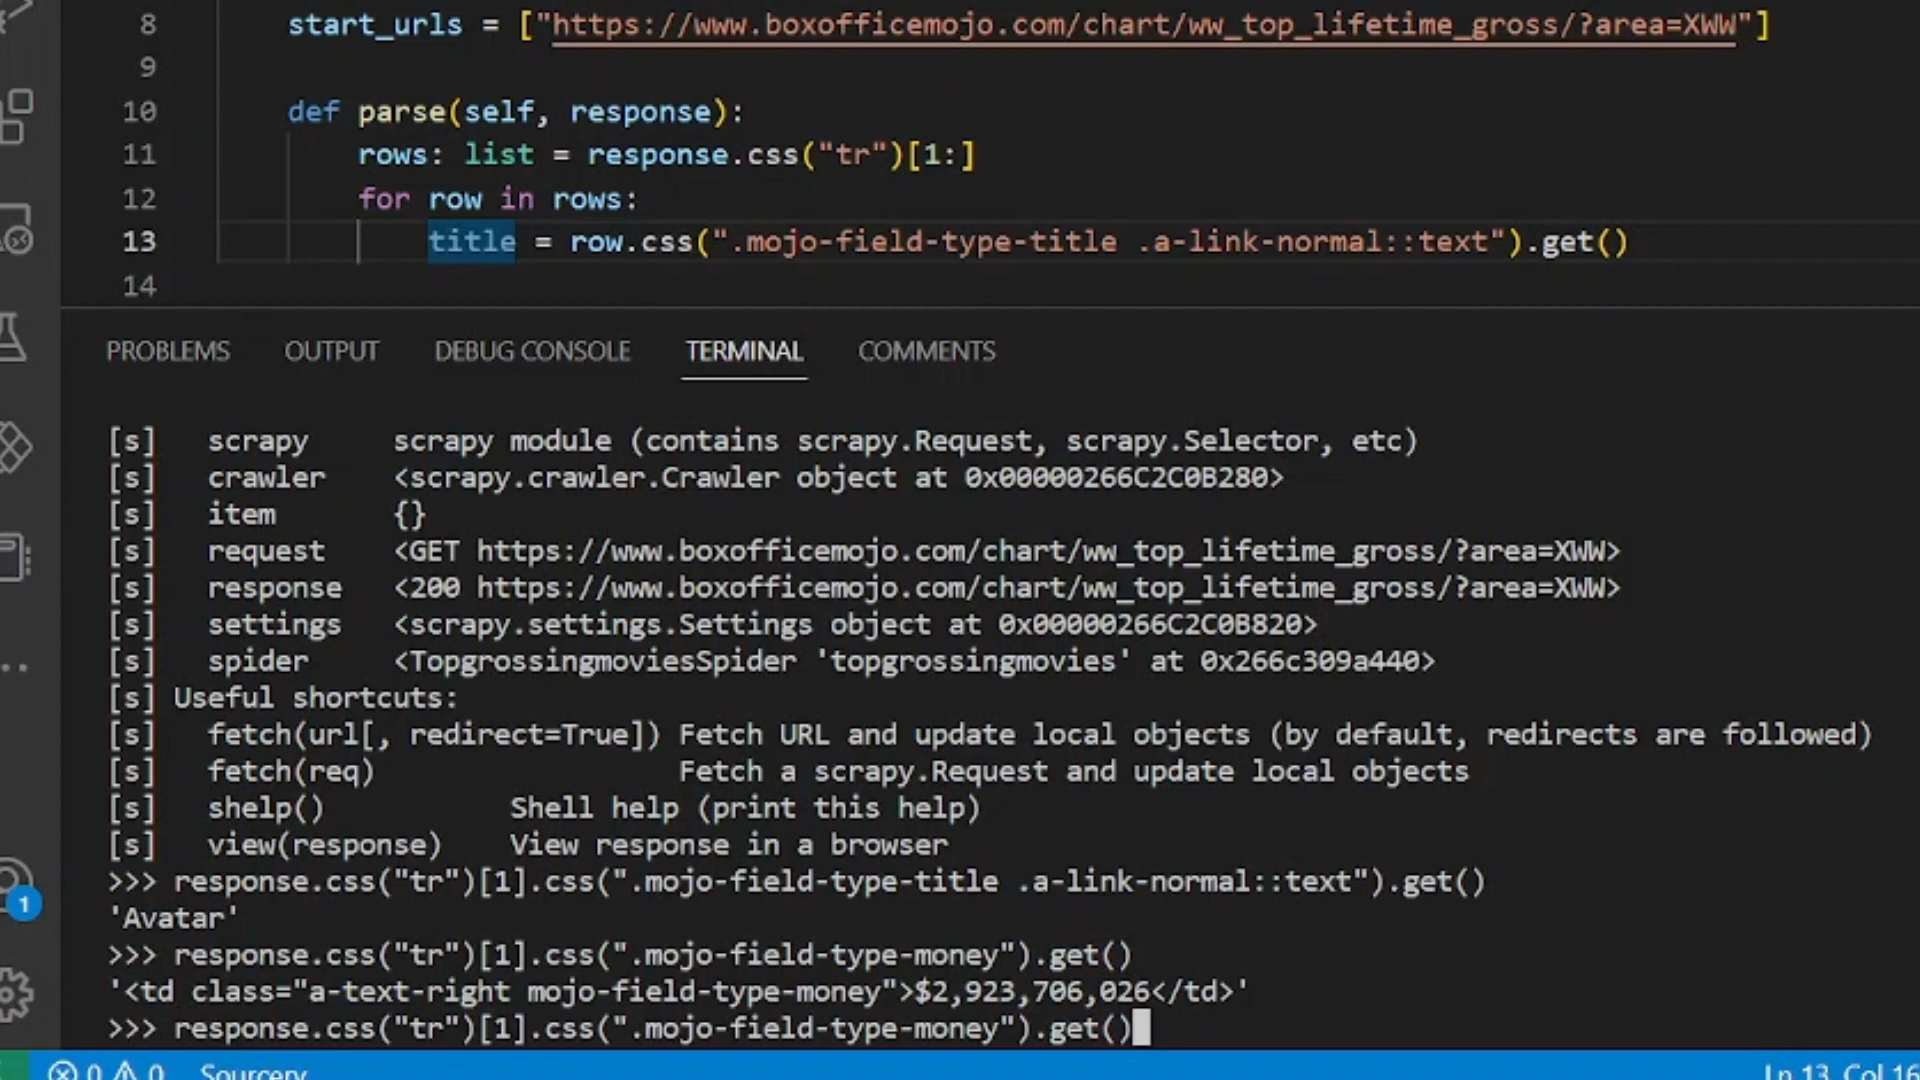 8 start_urls = ["https://www.boxofficemojo.com/chart/ww_top_lifetime_gross/?area=XWW"]
9
10 def parse(self, response):
11 rows: list = response.css("tr")[1:]
12 for row in rows:
13 title = row.css(".mojo-field-type-title .a-link-normal::text").get()
14
PROBLEMS OUTPUT DEBUG CONSOLE TERMINAL COMMENTS
[s] scrapy scrapy module (contains scrapy.Request, scrapy.Selector, etc)
[s] crawler <scrapy.crawler.Crawler object at 0x00000266C2C0B280>
[s] item {}
[s] request <GET https://www.boxofficemojo.com/chart/ww_top_lifetime_gross/?area=XWW>
[s] response <200 https://www.boxofficemojo.com/chart/ww_top_lifetime_gross/?area=XWW>
[s] settings <scrapy.settings.Settings object at 0x00000266C2C0B820>
[s] spider <TopgrossingmoviesSpider 'topgrossingmovies' at 0x266c309a440>
[s] Useful shortcuts:
[s] fetch(url[, redirect=True]) Fetch URL and update local objects (by default, redirects are followed)
[s] fetch(req) Fetch a scrapy.Request and update local objects
[s] shelp() Shell help (print this help)
[s] view(response) View response in a browser
>>> response.css("tr")[1].css(".mojo-field-type-title .a-link-normal::text").get()
'Avatar'
>>> response.css("tr")[1].css(".mojo-field-type-money").get()
'<td class="a-text-right mojo-field-type-money">$2,923,706,026</td>'
>>> response.css("tr")[1].css(".mojo-field-type-money").get()
1
0 0 Sourcery Ln 13, Col 16